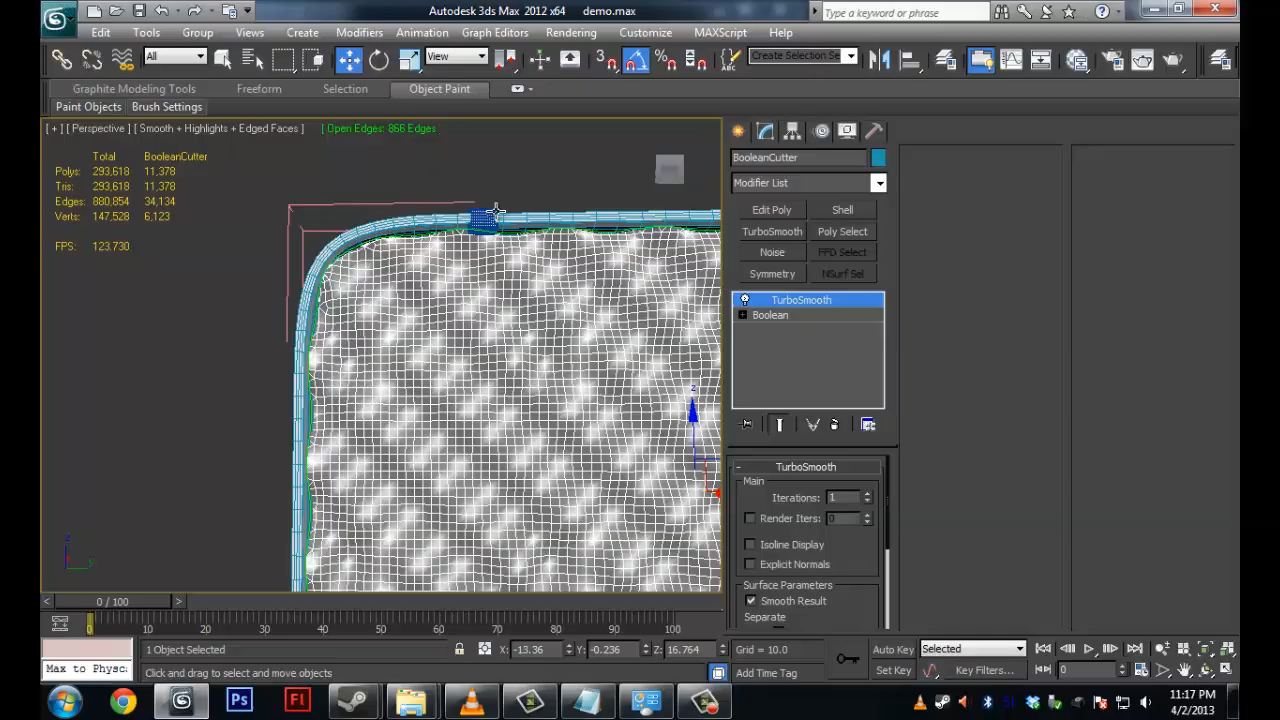 Autodesk 3ds Max 2012 x64 demo.max
Type a keyword or phrase
Edit Tools Group Views Create Modifiers Animation Graph Editors Rendering Customize MAXScript Help
All View 3 Create Selection Se
Graphite Modeling Tools Freeform Selection Object Paint
Paint Objects Brush Settings
[ + ] [ Perspective ] [ Smooth + Highlights + Edged Faces ] [ Open Edges: 866 Edges
Total BooleanCutter
Polys: 293,618 11,378
Tris: 293,618 11,378
Edges: 880,854 34,134
Verts: 147,528 6,123
FPS: 123.730
BooleanCutter
Modifier List
Edit Poly Shell
TurboSmooth Poly Select
Noise FFD Select
Symmetry NSurf Sel
TurboSmooth
Boolean
z
TurboSmooth
Main
Iterations: 1
Render Iters: 0
Isoline Display
Explicit Normals
Surface Parameters
Smooth Result
Separate
0 / 100
0 10 20 30 40 50 60 70 80 90 100
1 Object Selected X: -13.36 Y: -0.236 Z: 16.764 Grid = 10.0 Auto Key Selected
Max to Physc: Click and drag to select and move objects Add Time Tag Set Key Key Filters... 0
Ps Fl
11:17 PM
4/2/2013